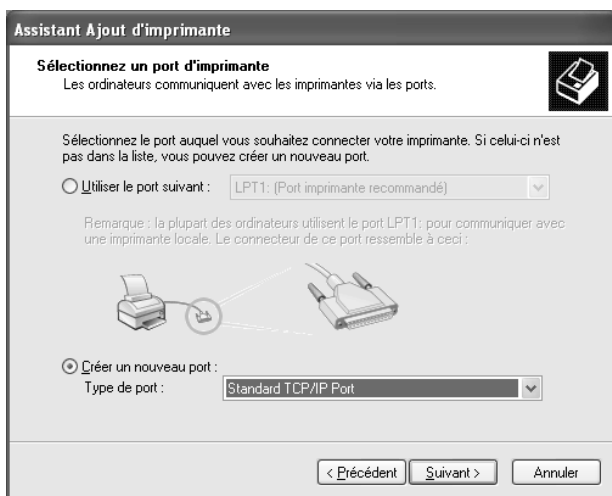 Assistant Ajout d'imprimante
Sélectionnez un port d'imprimante
Les ordinateurs communiquent avec les imprimantes via les ports.
Sélectionnez le port auquel vous souhaitez connecter votre imprimante. Si celui-ci n'est
pas dans la liste, vous pouvez créer un nouveau port.
Utiliser le port suivant : LPT1: (Port imprimante recommandé)
Remarque : la plupart des ordinateurs utilisent le port LPT1: pour communiquer avec
une imprimante locale. Le connecteur de ce port ressemble à ceci :
Créer un nouveau port :
Type de port : Standard TCP/IP Port
< Précédent Suivant > Annuler